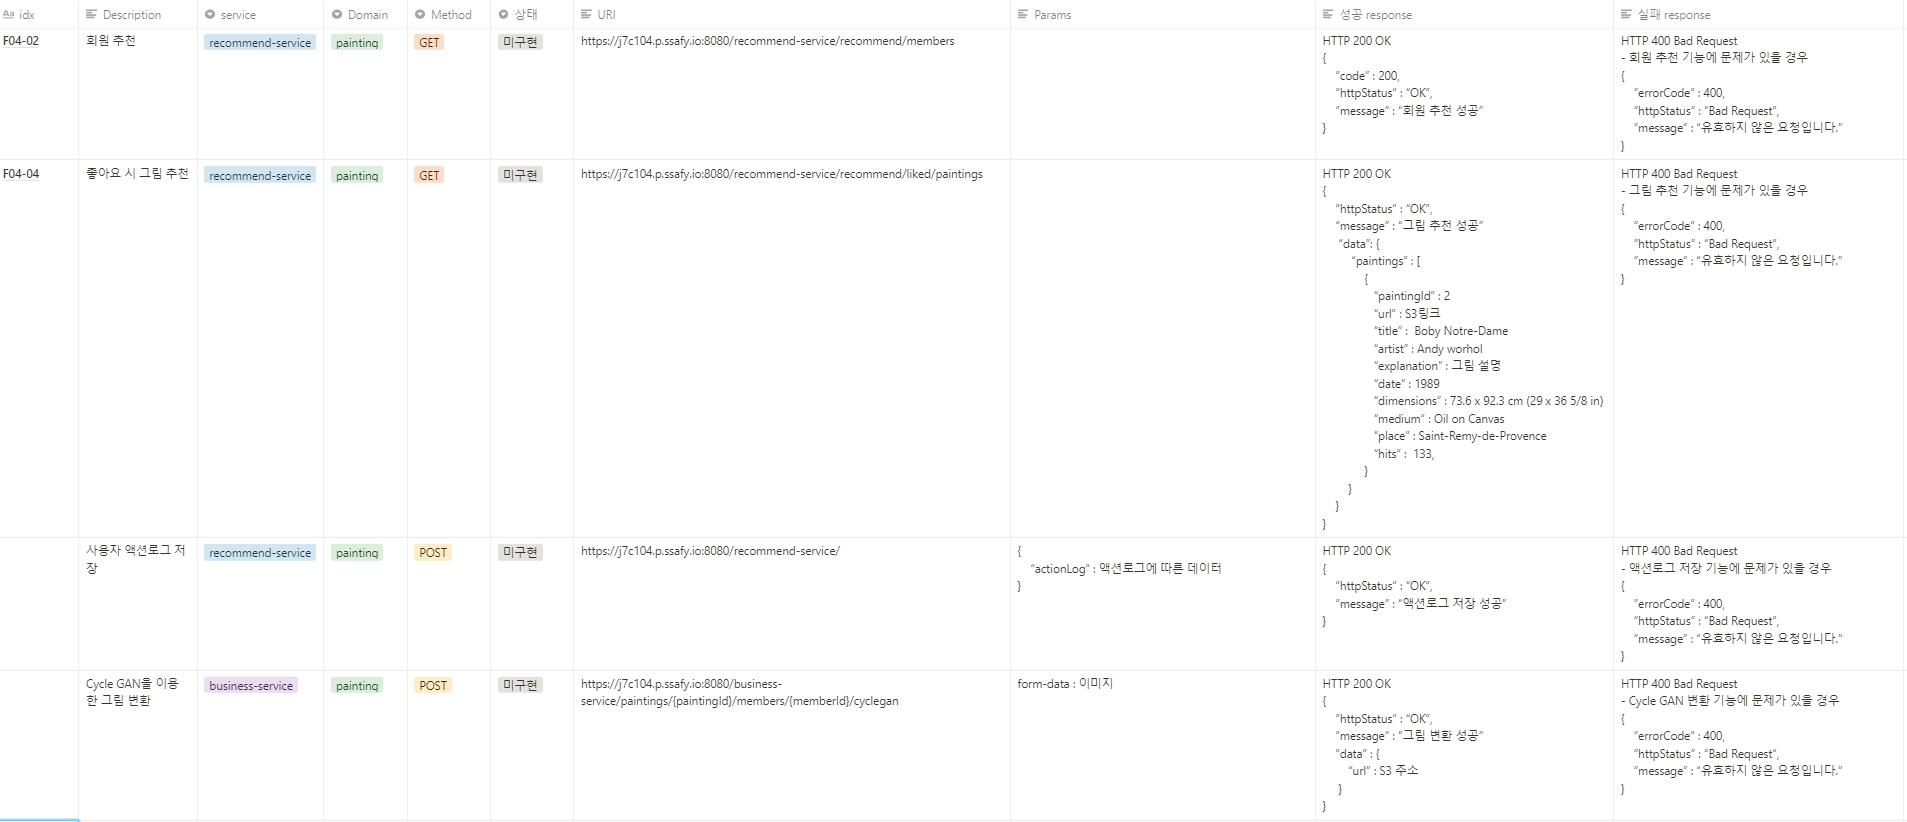 Aa idx
Description
service
Domain
Method
상태
URI
Params
성공 response
실패 response
F04-02
회원 추천
recommend-service
painting
GET
미구현
https://j7c104.p.ssafy.io:8080/recommend-service/recommend/members
HTTP 200 OK
{
“code” : 200,
“httpStatus” : “OK”,
“message” : “회원 추천 성공”
}
HTTP 400 Bad Request
- 회원 추천 기능에 문제가 있을 경우
{
“errorCode” : 400,
“httpStatus” : “Bad Request”,
“message” : “유효하지 않은 요청입니다.”
}
F04-04
좋아요 시 그림 추천
recommend-service
painting
GET
미구현
https://j7c104.p.ssafy.io:8080/recommend-service/recommend/liked/paintings
HTTP 200 OK
{
“httpStatus” : “OK”,
“message” : “그림 추천 성공”
“data”: {
“paintings” : [
{
“paintingId” : 2
“url” : S3링크
“title” : Boby Notre-Dame
“artist” : Andy worhol
“explanation” : 그림 설명
“date” : 1989
“dimensions” : 73.6 x 92.3 cm (29 x 36 5/8 in)
“medium” : Oil on Canvas
“place” : Saint-Remy-de-Provence
“hits” : 133,
}
}
}
}
HTTP 400 Bad Request
- 그림 추천 기능에 문제가 있을 경우
{
“errorCode” : 400,
“httpStatus” : “Bad Request”,
“message” : “유효하지 않은 요청입니다.”
}
사용자 액션로그 저
장
recommend-service
painting
POST
미구현
https://j7c104.p.ssafy.io:8080/recommend-service/
{
“actionLog” : 액션로그에 따른 데이터
}
HTTP 200 OK
{
“httpStatus” : “OK”,
“message” : “액션로그 저장 성공”
}
HTTP 400 Bad Request
- 액션로그 저장 기능에 문제가 있을 경우
{
“errorCode” : 400,
“httpStatus” : “Bad Request”,
“message” : “유효하지 않은 요청입니다.”
}
Cycle GAN을 이용
한 그림 변환
business-service
painting
POST
미구현
https://j7c104.p.ssafy.io:8080/business-
service/paintings/{paintingId}/members/{memberId}/cyclegan
form-data : 이미지
HTTP 200 OK
{
“httpStatus” : “OK”,
“message” : “그림 변환 성공”
“data” : {
“url” : S3 주소
}
}
HTTP 400 Bad Request
- Cycle GAN 변환 기능에 문제가 있을 경우
{
“errorCode” : 400,
“httpStatus” : “Bad Request”,
“message” : “유효하지 않은 요청입니다.”
}